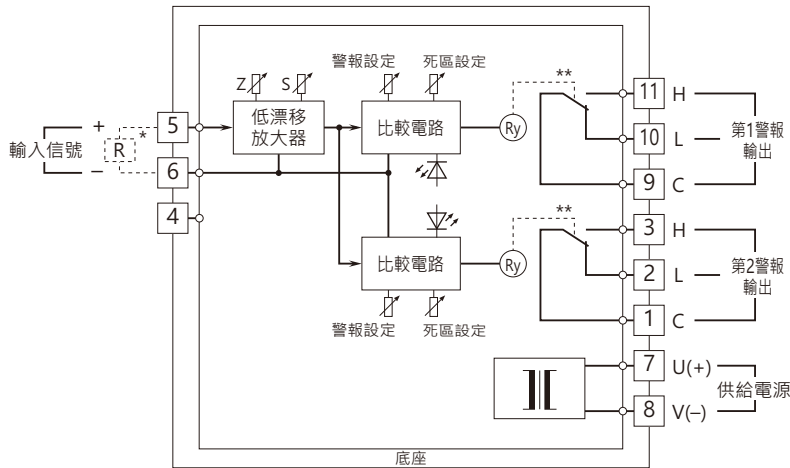 警報設定 死區設定
Z S
**
11 H
低漂移
放大器
比較電路
Ry
10 L
第1警報
輸出
9 C
輸入信號
+
5
R
*
6
–
4
**
3 H
比較電路
Ry
2 L
第2警報
輸出
1 C
警報設定 死區設定
7 U(+)
供給電源
8 V(–)
底座